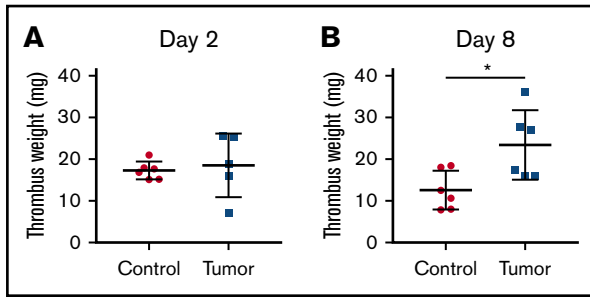 A Day 2
Thrombus weight (mg)
40
30
20
10
0
Control Tumor
B Day 8
Thrombus weight (mg)
40
30
20
10
0
*
Control Tumor